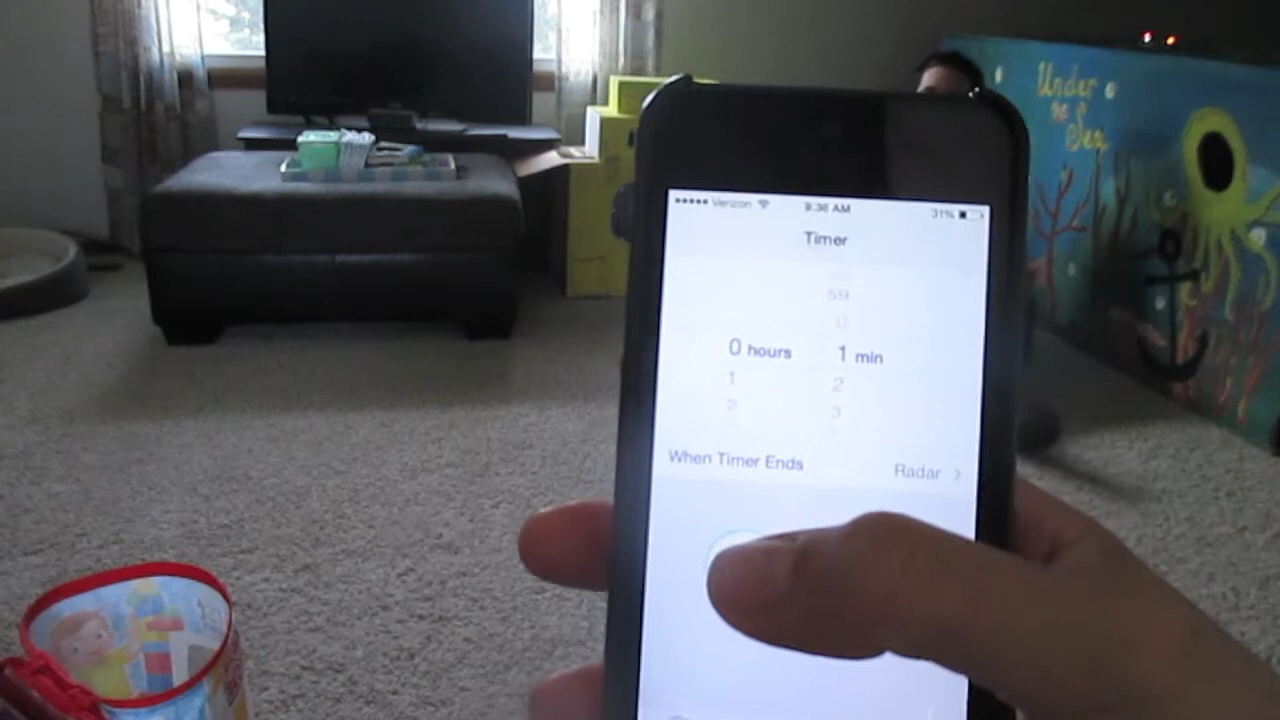 Under
the
Sea
Verizon 9:36 AM 31%
Timer
59
0
0 hours 1 min
1 2
2 3
When Timer Ends Radar >